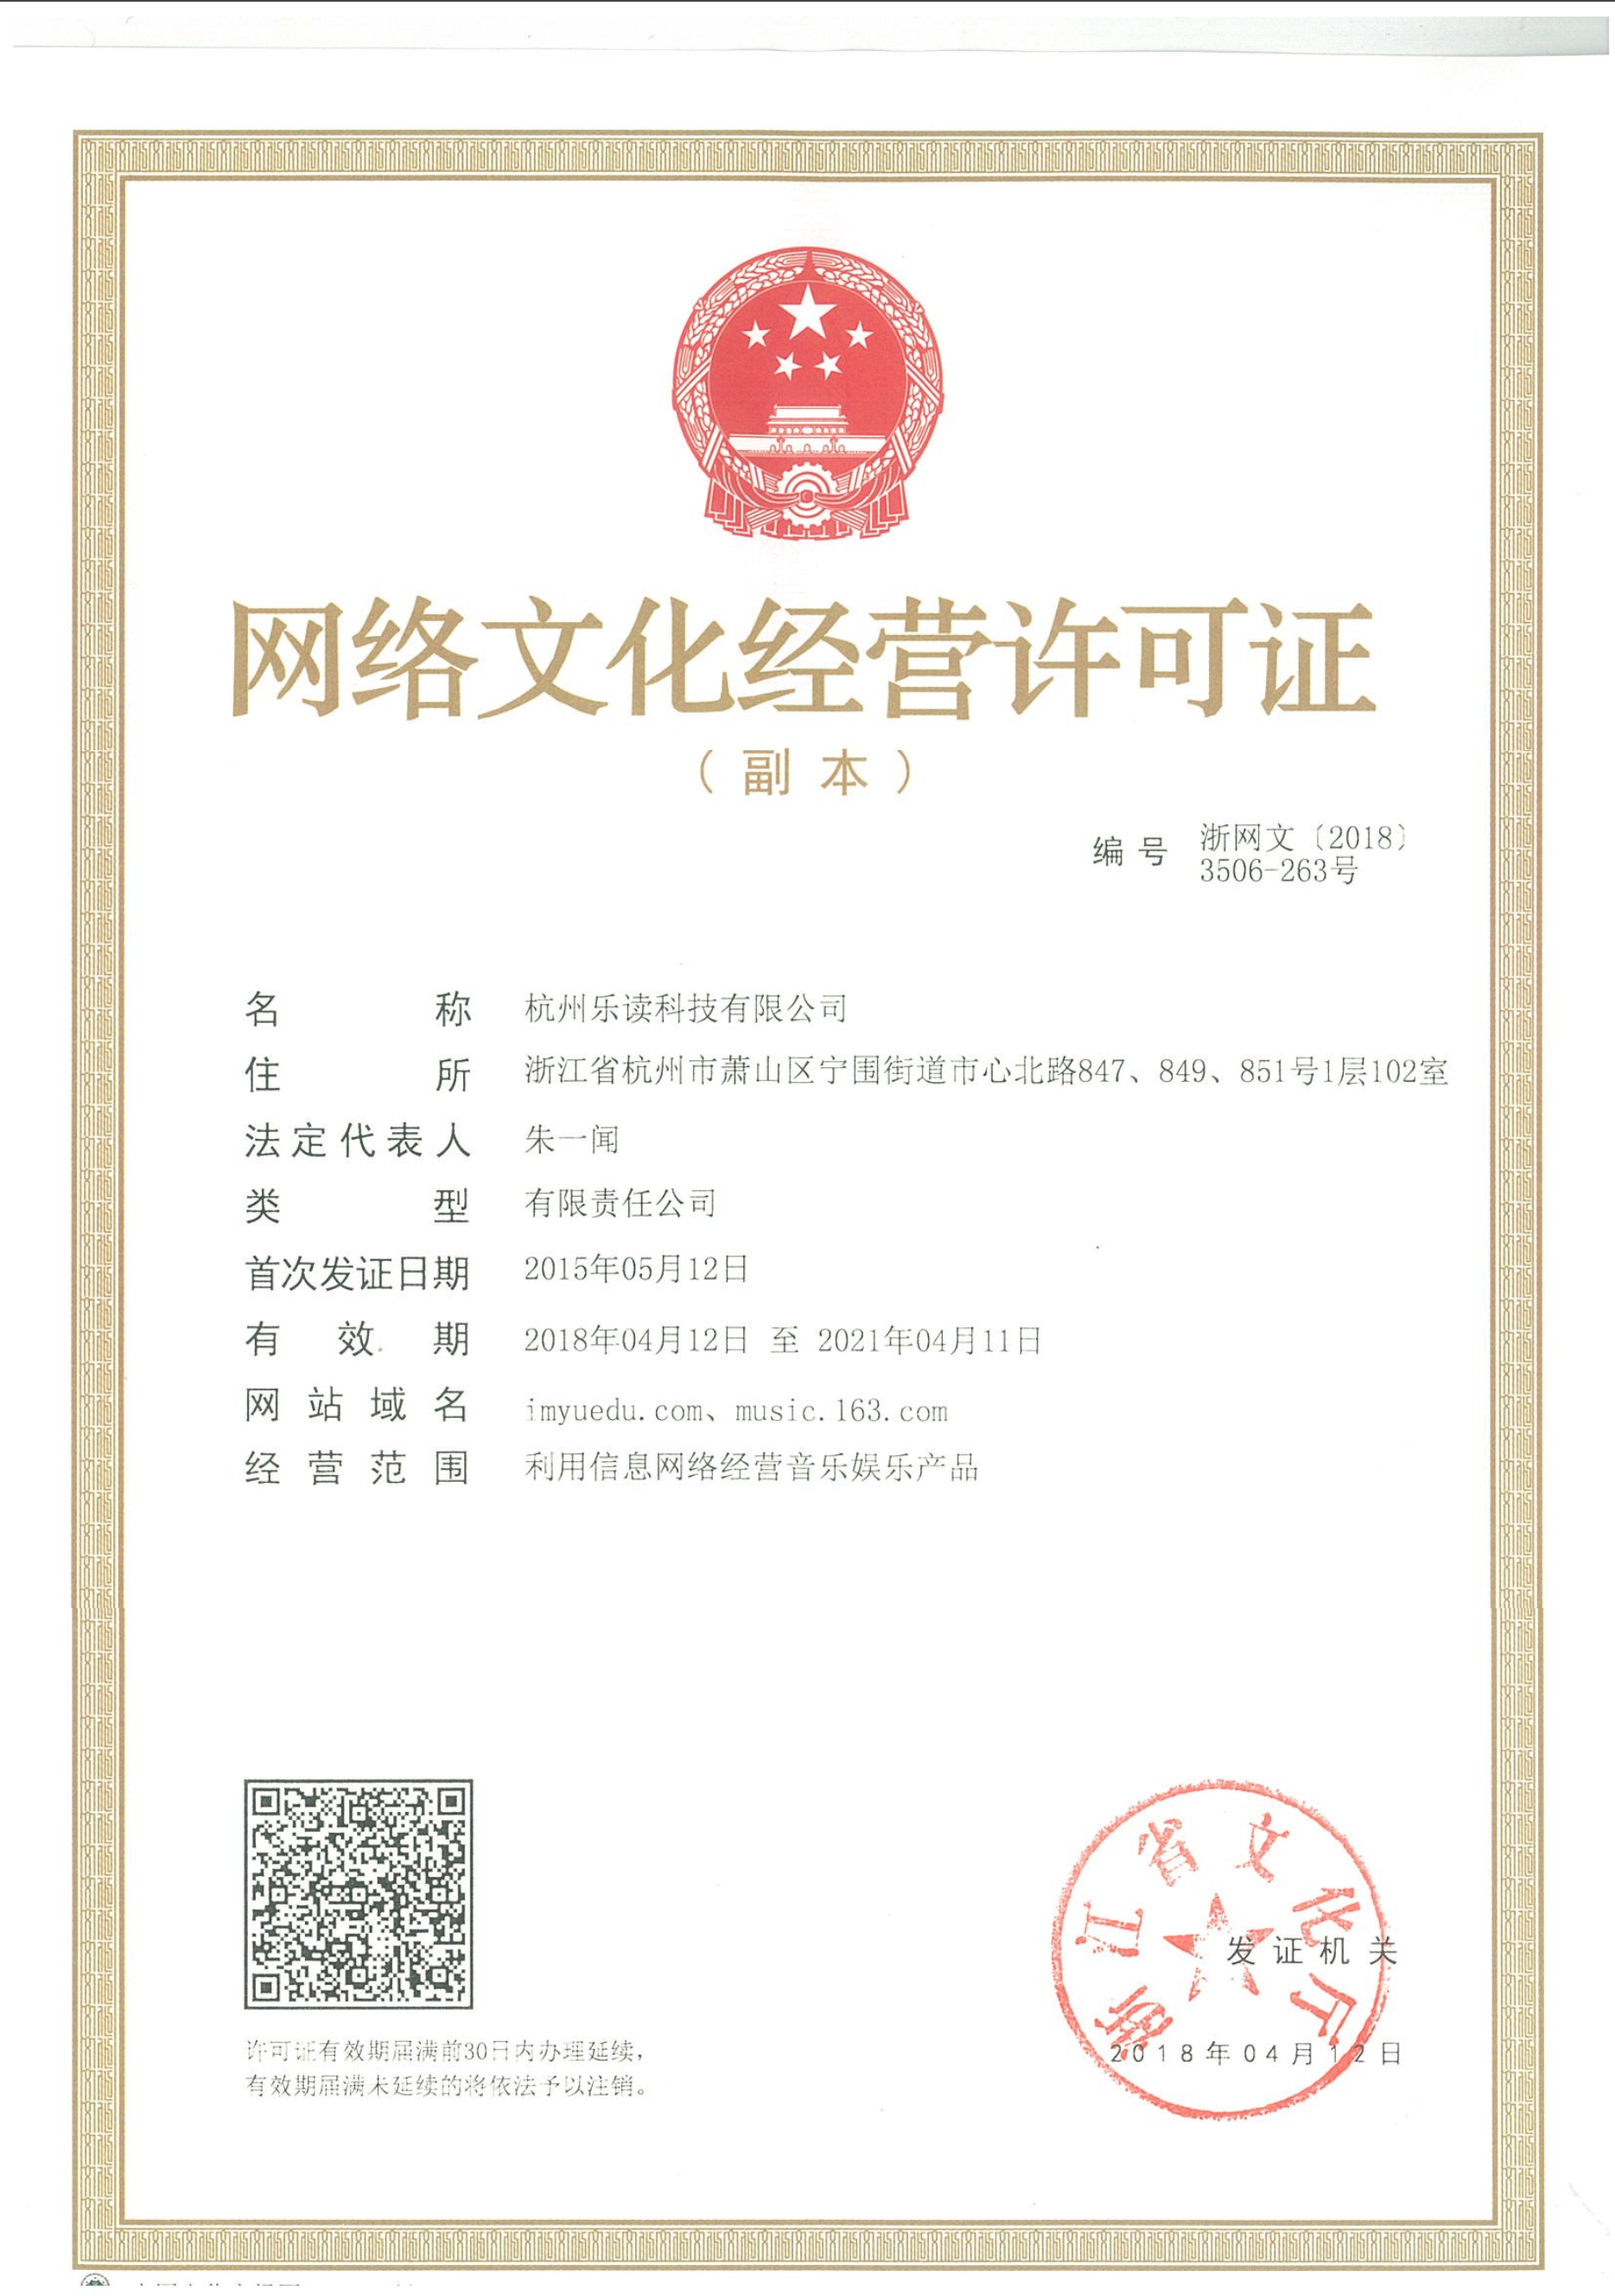 网络文化经营许可证
（副本）
编号 浙网文〔2018〕
3506-263号
名称 杭州乐读科技有限公司
住所 浙江省杭州市萧山区宁围街道市心北路847、849、851号1层102室
法定代表人 朱一闻
类型 有限责任公司
首次发证日期 2015年05月12日
有效期 2018年04月12日 至 2021年04月11日
网站域名 imyuedu.com、music.163.com
经营范围 利用信息网络经营音乐娱乐产品
浙江省文化厅
发证机关
2018年04月12日
许可证有效期届满前30日内办理延续，
有效期届满未延续的将依法予以注销。